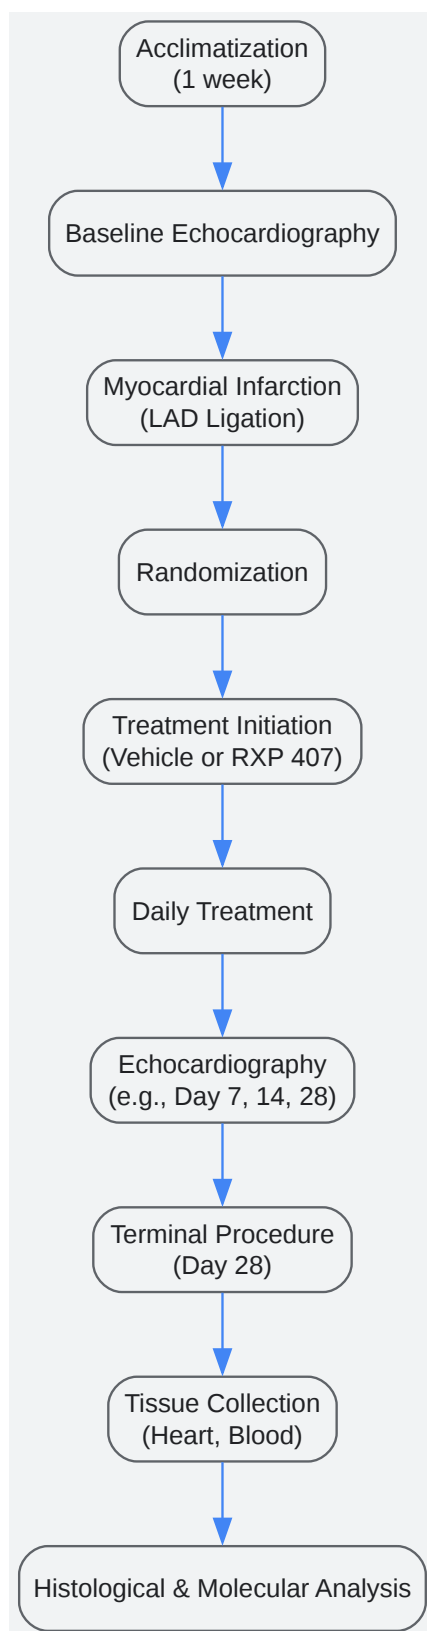 Acclimatization
(1 week)
Baseline Echocardiography
Myocardial Infarction
(LAD Ligation)
Randomization
Treatment Initiation
(Vehicle or RXP 407)
Daily Treatment
Echocardiography
(e.g., Day 7, 14, 28)
Terminal Procedure
(Day 28)
Tissue Collection
(Heart, Blood)
Histological & Molecular Analysis